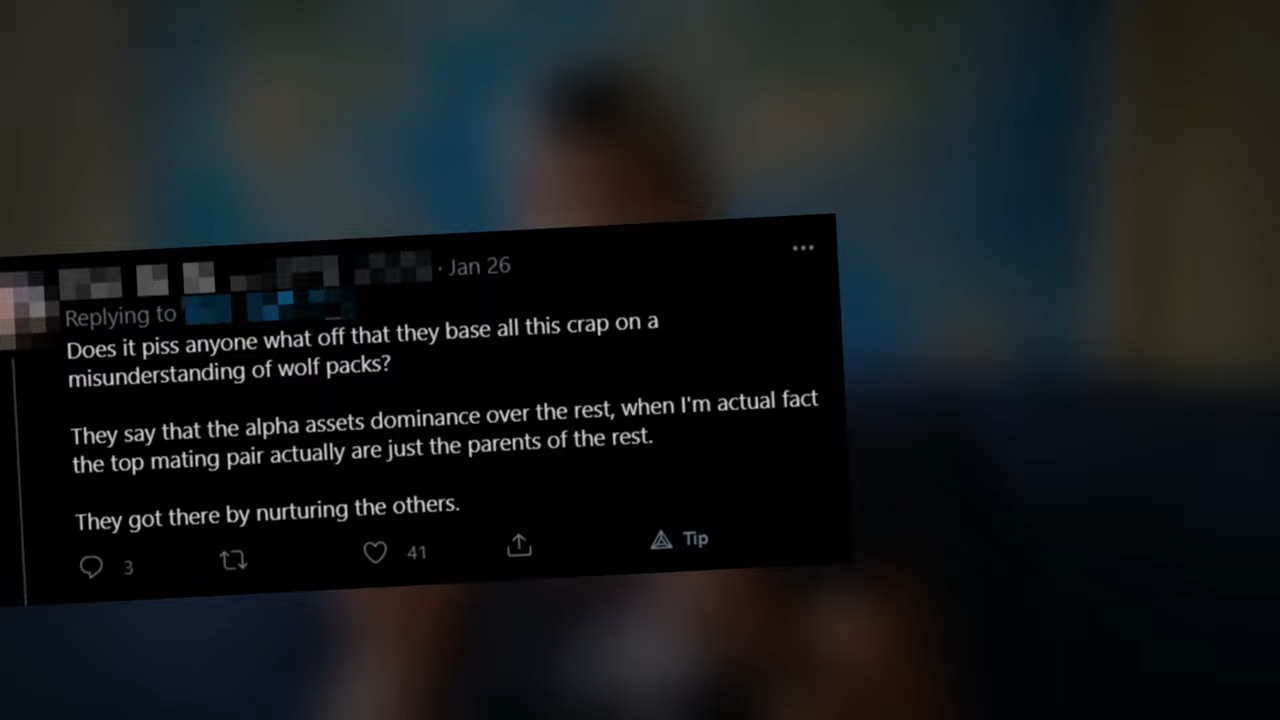 · Jan 26
Replying to
Does it piss anyone what off that they base all this crap on a
misunderstanding of wolf packs?
They say that the alpha assets dominance over the rest, when I'm actual fact
the top mating pair actually are just the parents of the rest.
They got there by nurturing the others.
3
41
Tip